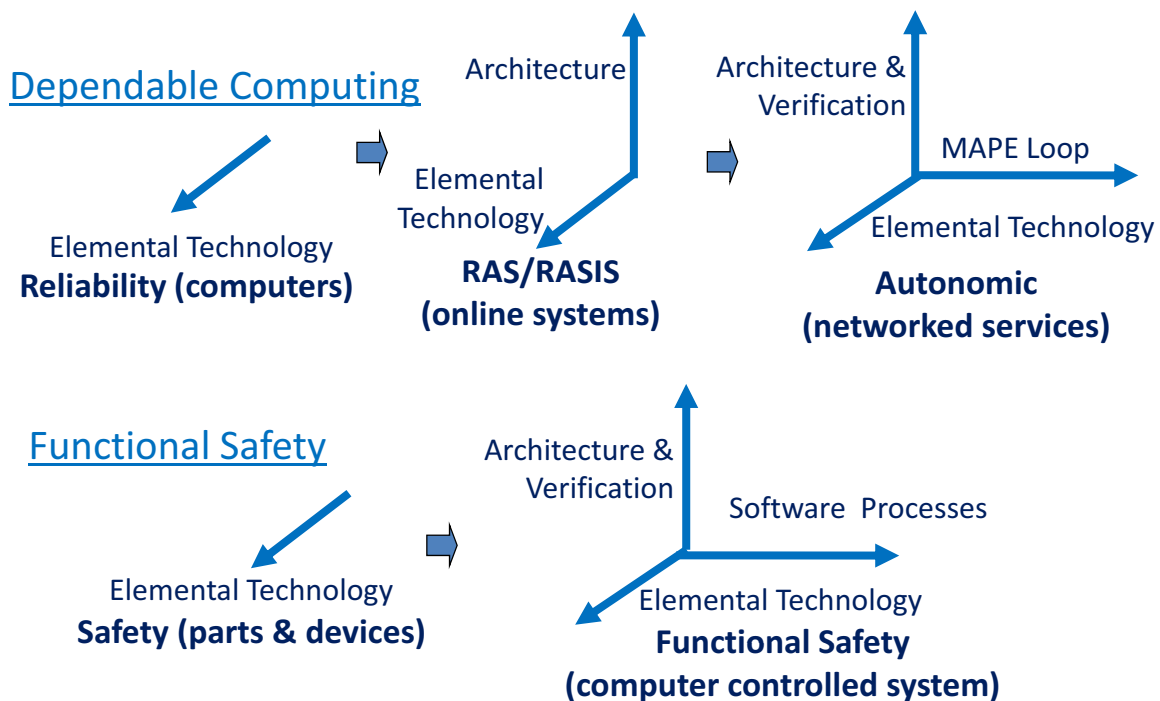 Dependable Computing
Elemental Technology
Reliability (computers)
Architecture
Elemental
Technology
RAS/RASIS
(online systems)
Architecture &
Verification
MAPE Loop
Elemental Technology
Autonomic
(networked services)
Functional Safety
Elemental Technology
Safety (parts & devices)
Architecture &
Verification
Software Processes
Elemental Technology
Functional Safety
(computer controlled system)